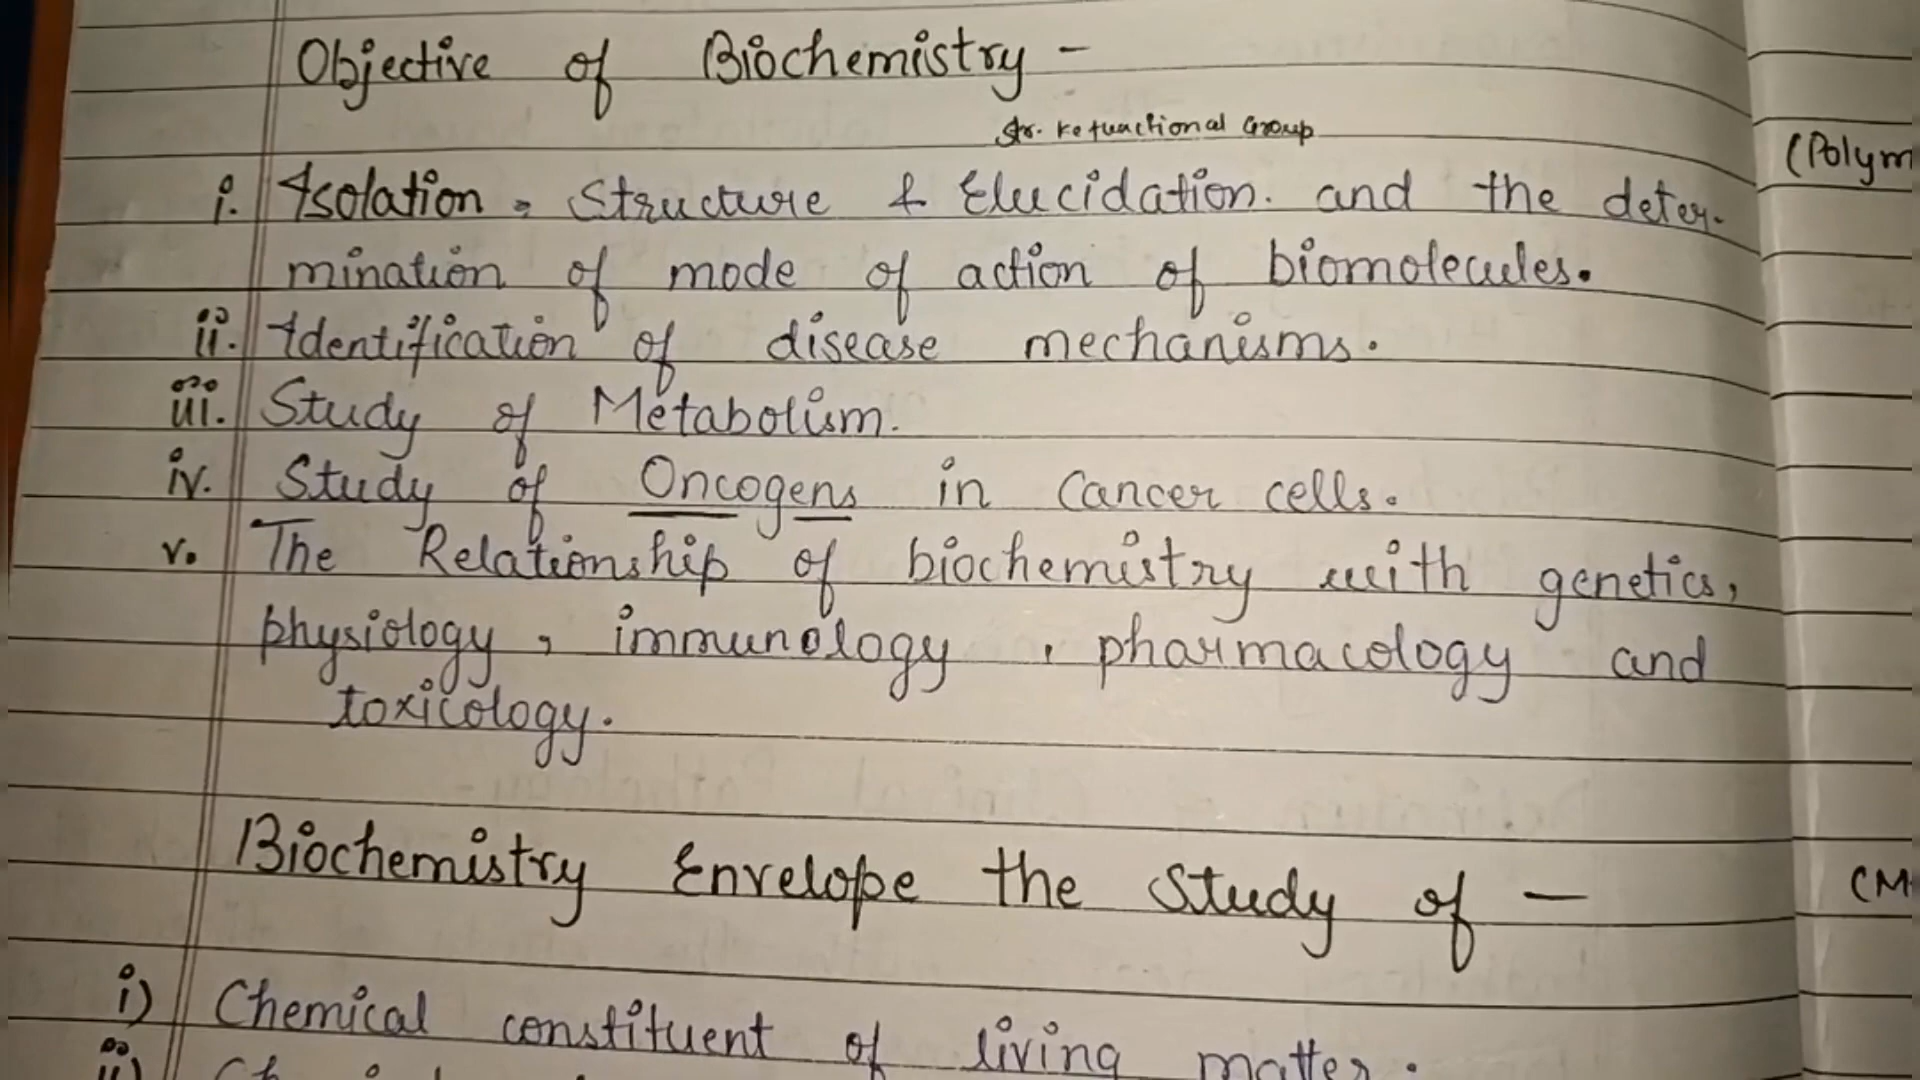 Objective of Biochemistry -
Str. ke functional Group
i. Isolation, Structure & Elucidation. and the deter-
mination of mode of action of biomolecules.
ii. Identification of disease mechanisms.
iii. Study of Metabolism.
iv. Study of Oncogens in Cancer cells.
v. The Relationship of biochemistry with genetics,
physiology, immunology, pharmacology and
toxicology.
Biochemistry Envelope the Study of -
i) Chemical constituent of living matter.
ii)
(Polym
(M